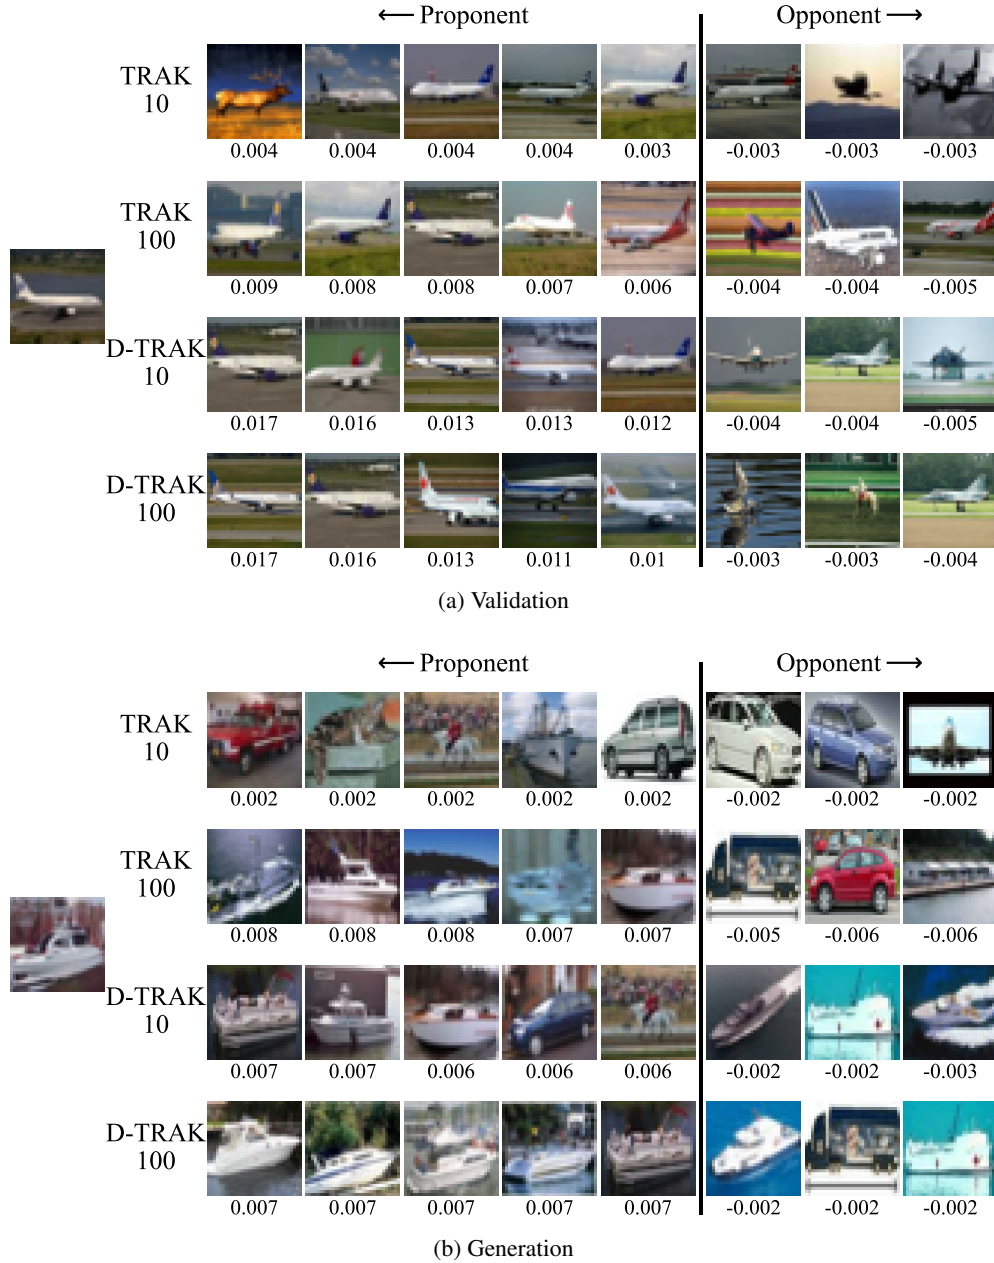 ← Proponent Opponent →
TRAK
10
0.004 0.004 0.004 0.004 0.003 -0.003 -0.003 -0.003
TRAK
100
0.009 0.008 0.008 0.007 0.006 -0.004 -0.004 -0.005
D-TRAK
10
0.017 0.016 0.013 0.013 0.012 -0.004 -0.004 -0.005
D-TRAK
100
0.017 0.016 0.013 0.011 0.01 -0.003 -0.003 -0.004
(a) Validation
← Proponent Opponent →
TRAK
10
0.002 0.002 0.002 0.002 0.002 -0.002 -0.002 -0.002
TRAK
100
0.008 0.008 0.008 0.007 0.007 -0.005 -0.006 -0.006
D-TRAK
10
0.007 0.007 0.006 0.006 0.006 -0.002 -0.002 -0.003
D-TRAK
100
0.007 0.007 0.007 0.007 0.007 -0.002 -0.002 -0.002
(b) Generation